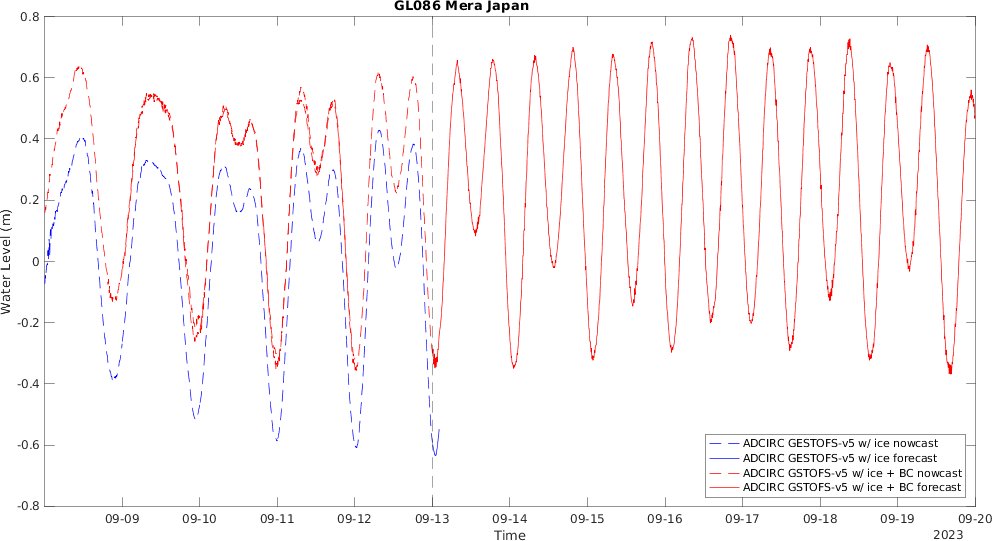 GL086 Mera Japan
Water Level (m)
0.8
0.6
0.4
0.2
0
-0.2
-0.4
-0.6
-0.8
ADCIRC GESTOFS-v5 w/ ice nowcast
ADCIRC GESTOFS-v5 w/ ice forecast
ADCIRC GSTOFS-v5 w/ ice + BC nowcast
ADCIRC GSTOFS-v5 w/ ice + BC forecast
09-09 09-10 09-11 09-12 09-13 09-14 09-15 09-16 09-17 09-18 09-19 09-20
Time
2023